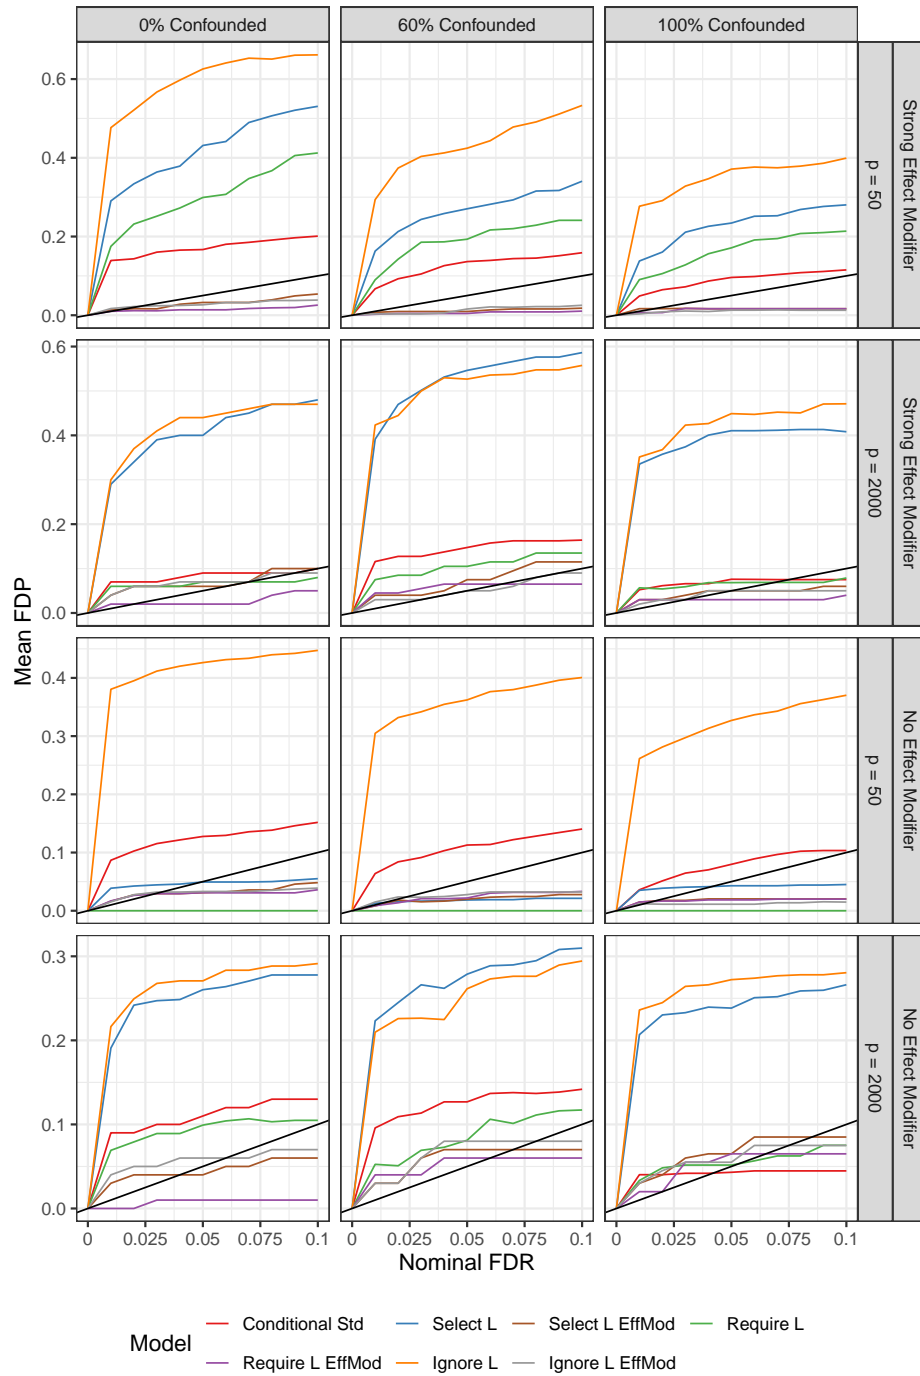 0% Confounded 60% Confounded 100% Confounded
0.6
0.4
0.2
0.0
p = 50
Strong Effect Modifier
0.6
0.4
0.2
0.0
p = 2000
Strong Effect Modifier
Mean FDP
0.4
0.3
0.2
0.1
0.0
p = 50
No Effect Modifier
0.3
0.2
0.1
0.0
p = 2000
No Effect Modifier
0 0.025 0.05 0.075 0.1 0 0.025 0.05 0.075 0.1 0 0.025 0.05 0.075 0.1
Nominal FDR
Model
Conditional Std Select L Select L EffMod Require L
Require L EffMod Ignore L Ignore L EffMod